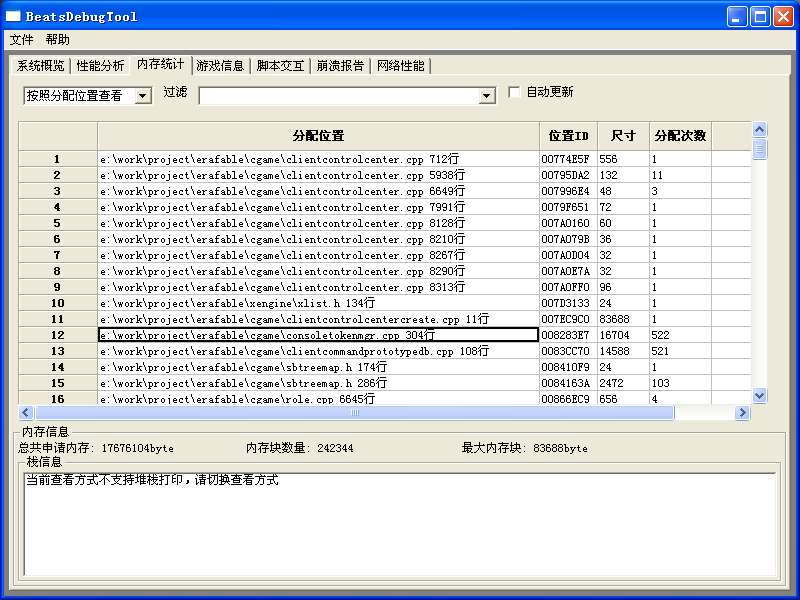 BeatsDebugTool
文件 帮助
系统概览 性能分析 内存统计 游戏信息 脚本交互 崩溃报告 网络性能
按照分配位置查看 过滤 自动更新
分配位置 位置ID 尺寸 分配次数
1 e:\work\project\erafable\cgame\clientcontrolcenter.cpp 712行 00774E5F 556 1
2 e:\work\project\erafable\cgame\clientcontrolcenter.cpp 5938行 00795DA2 132 11
3 e:\work\project\erafable\cgame\clientcontrolcenter.cpp 6649行 007996E4 48 3
4 e:\work\project\erafable\cgame\clientcontrolcenter.cpp 7991行 0079F651 72 1
5 e:\work\project\erafable\cgame\clientcontrolcenter.cpp 8128行 007A0160 60 1
6 e:\work\project\erafable\cgame\clientcontrolcenter.cpp 8210行 007A079B 36 1
7 e:\work\project\erafable\cgame\clientcontrolcenter.cpp 8267行 007A0D04 32 1
8 e:\work\project\erafable\cgame\clientcontrolcenter.cpp 8290行 007A0E7A 32 1
9 e:\work\project\erafable\cgame\clientcontrolcenter.cpp 8313行 007A0FF0 96 1
10 e:\work\project\erafable\xengine\xlist.h 134行 007D3133 24 1
11 e:\work\project\erafable\cgame\clientcontrolcentercreate.cpp 11行 007EC9C0 83688 1
12 e:\work\project\erafable\cgame\consoletokenmgr.cpp 304行 008283E7 16704 522
13 e:\work\project\erafable\cgame\clientcommandprototypedb.cpp 108行 0083CC70 14588 521
14 e:\work\project\erafable\cgame\sbtreemap.h 174行 008410F9 24 1
15 e:\work\project\erafable\cgame\sbtreemap.h 286行 0084163A 2472 103
16 e:\work\project\erafable\cgame\role.cpp 6645行 00866EC9 656 4
内存信息
总共申请内存: 17676104byte 内存块数量: 242344 最大内存块: 83688byte
栈信息
当前查看方式不支持堆栈打印，请切换查看方式